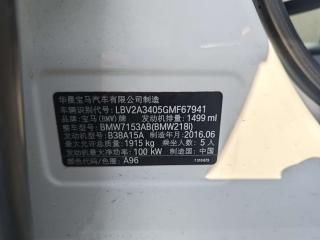 华晨宝马汽车有限公司制造
车辆识别代号: LBV2A3405GMF67941
品牌: 宝马(BMW)牌 发动机排量: 1499 ml
整车型号: BMW7153AB(BMW218i)
发动机型号: B38A15A 制造年月: 2016.06
最大允许总质量: 1915 kg 乘坐人数: 5 人
发动机最大净功率: 100 kW 制造国: 中国
外部颜色代码/色漆: A96